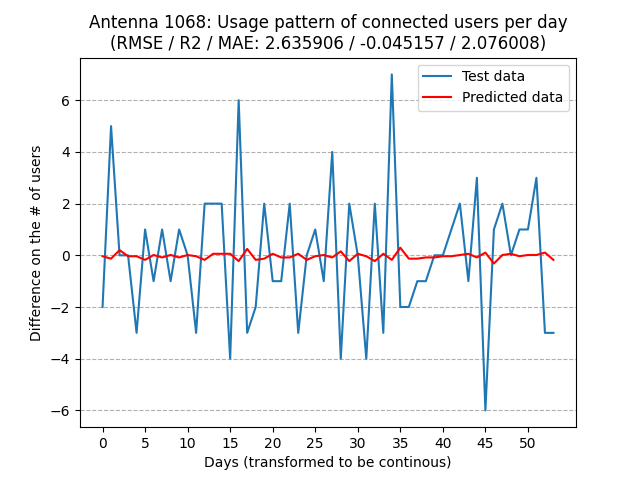 Antenna 1068: Usage pattern of connected users per day
(RMSE / R2 / MAE: 2.635906 / -0.045157 / 2.076008)
Test data
Predicted data
Difference on the # of users
6
4
2
0
−2
−4
−6
0 5 10 15 20 25 30 35 40 45 50
Days (transformed to be continous)